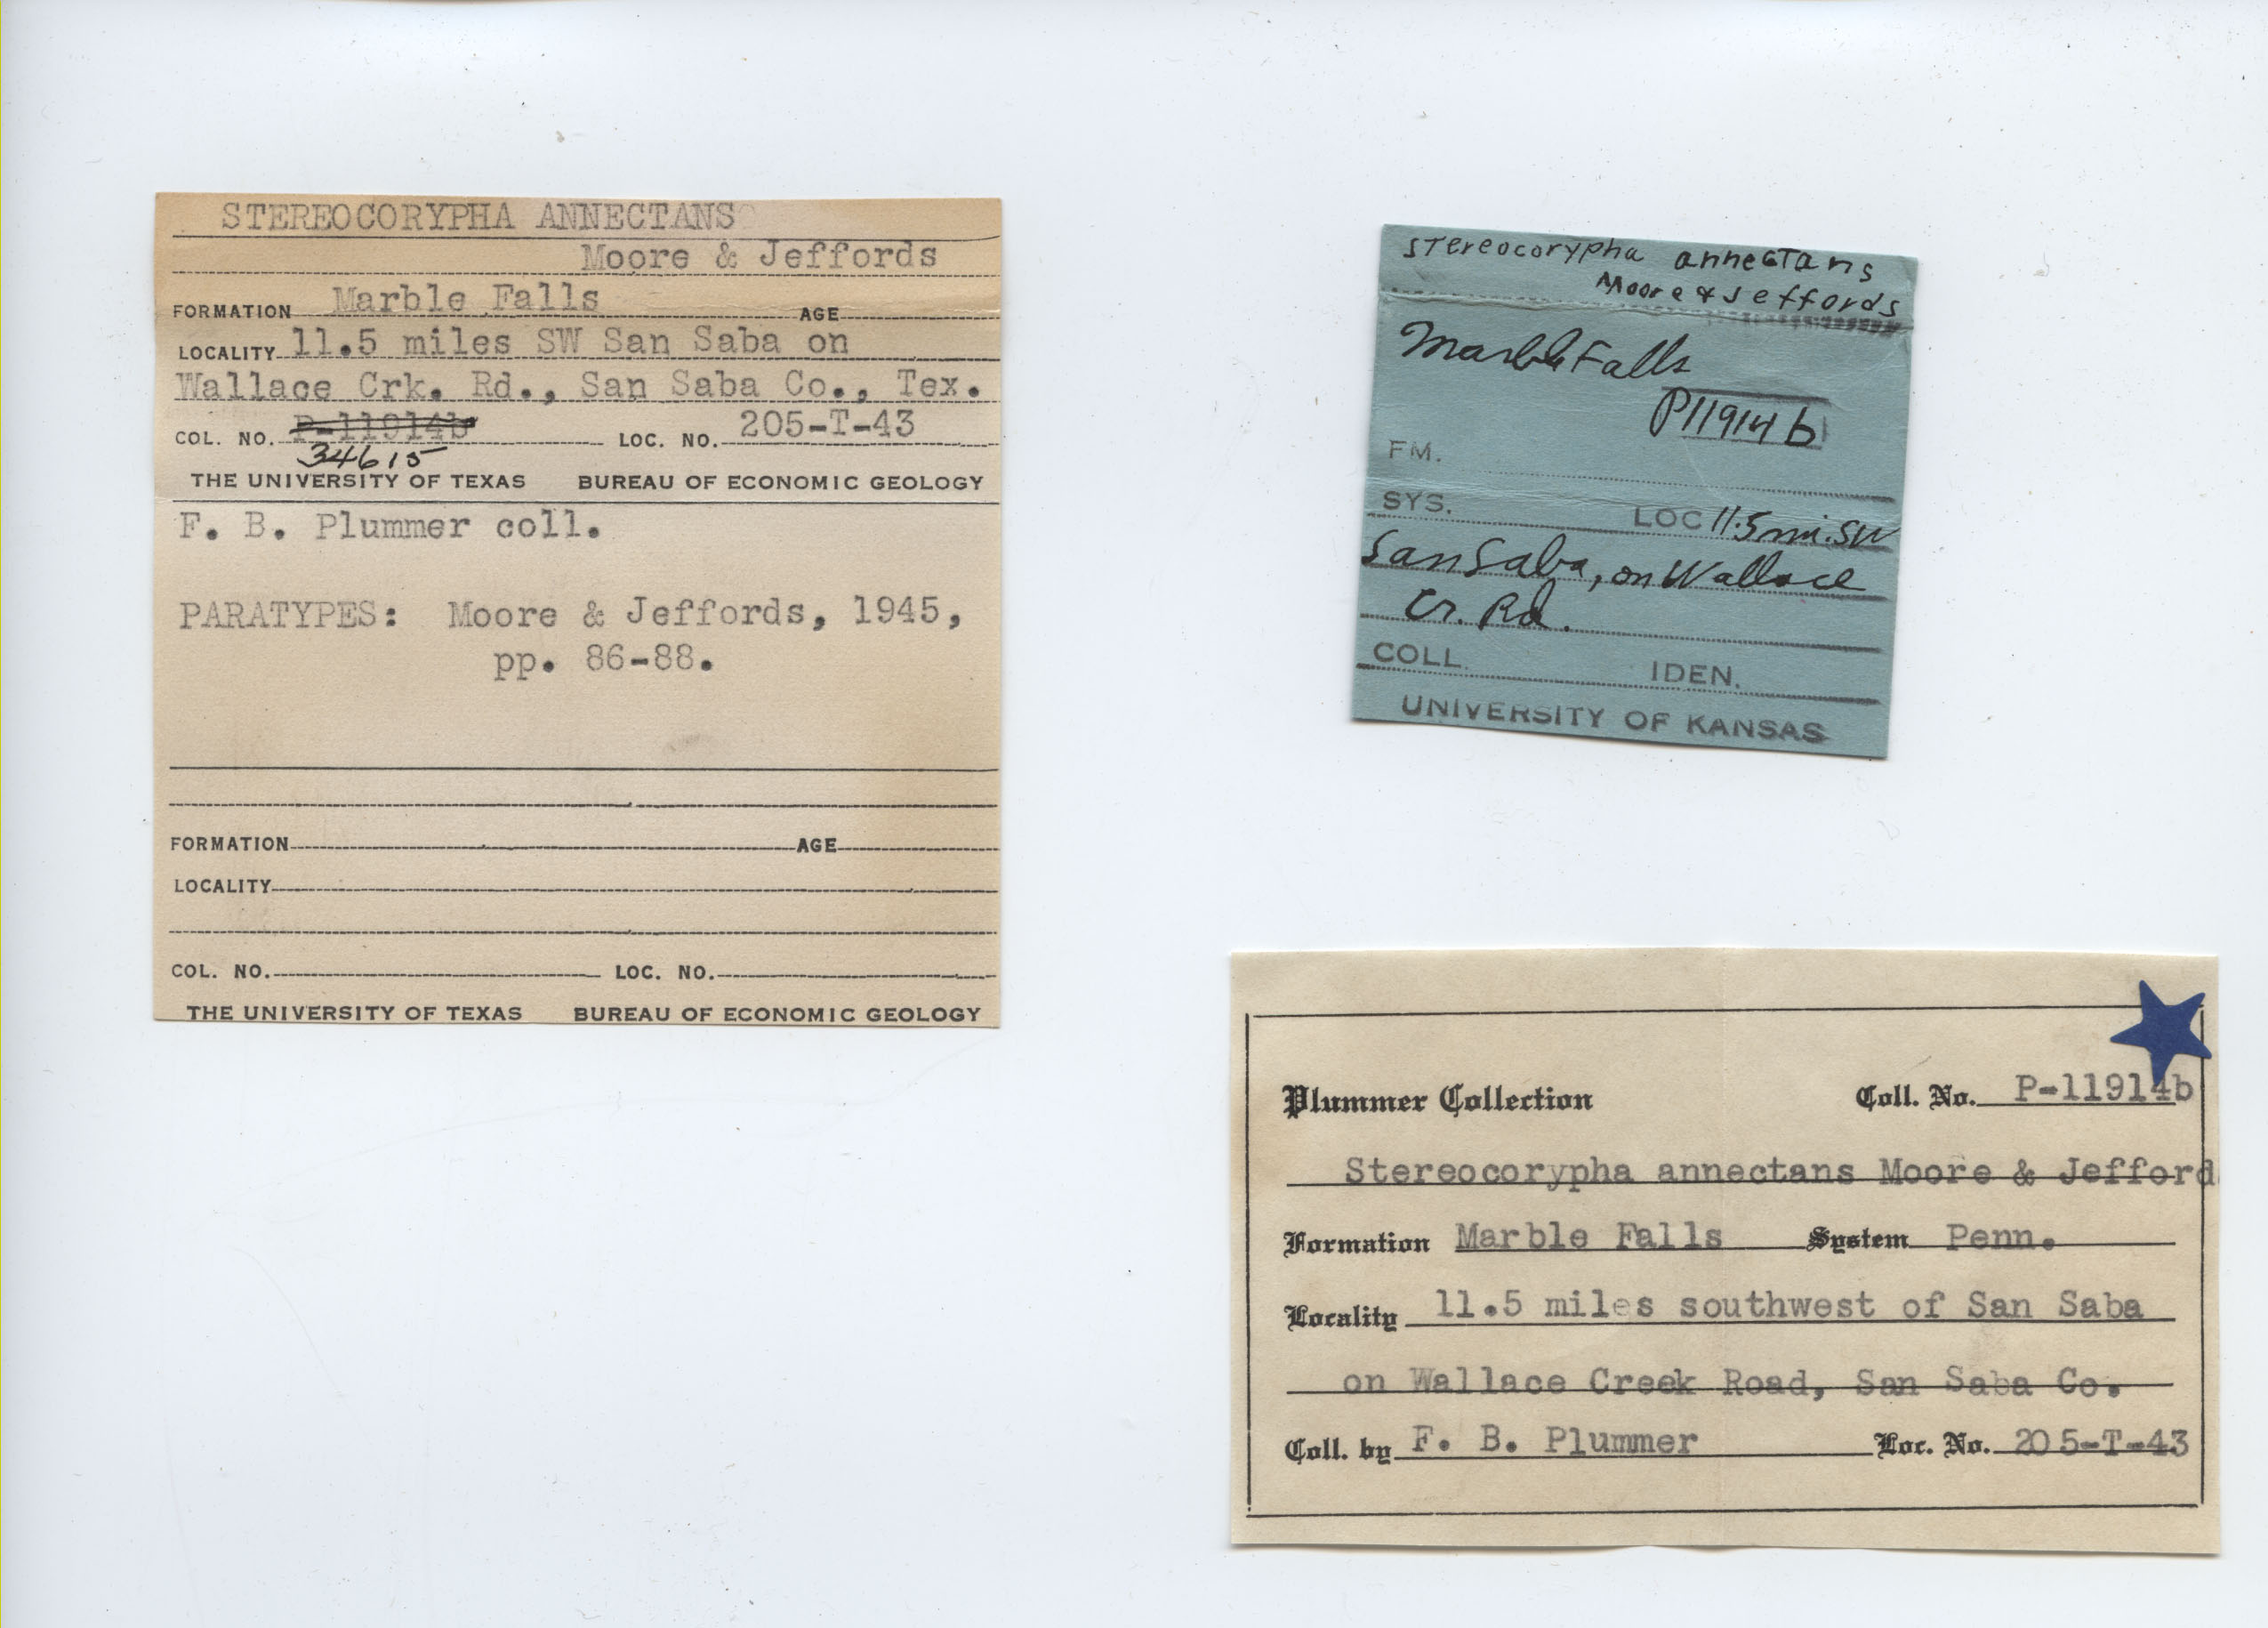 STEREOCORYPHA ANNECTANS
Moore & Jeffords
FORMATION Marble Falls AGE
LOCALITY 11.5 miles SW San Saba on
Wallace Crk. Rd., San Saba Co., Tex.
COL. NO. P-11914b LOC. NO. 205-T-43
34615
THE UNIVERSITY OF TEXAS BUREAU OF ECONOMIC GEOLOGY
F. B. Plummer coll.
PARATYPES: Moore & Jeffords, 1945,
pp. 86-88.
FORMATION AGE
LOCALITY
COL. NO. LOC. NO.
THE UNIVERSITY OF TEXAS BUREAU OF ECONOMIC GEOLOGY
Stereocorypha annectans
Moore & Jeffords
Marble Falls
P11914b
FM.
SYS. LOC 11.5 mi. SW
San Saba, on Wallace
Cr. Rd.
COLL. IDEN.
UNIVERSITY OF KANSAS
Plummer Collection Coll. No. P-11914b
Stereocorypha annectans Moore & Jefford
Formation Marble Falls System Penn.
Locality 11.5 miles southwest of San Saba
on Wallace Creek Road, San Saba Co.
Coll. by F. B. Plummer Loc. No. 205-T-43